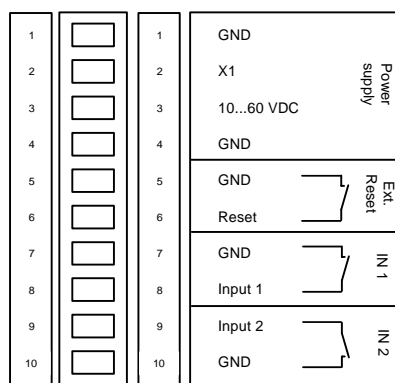 1 1 GND
2 2 X1
3 3 10...60 VDC
4 4 GND
Power
supply
5 5 GND
6 6 Reset
Ext.
Reset
7 7 GND
8 8 Input 1
IN 1
9 9 Input 2
10 10 GND
IN 2